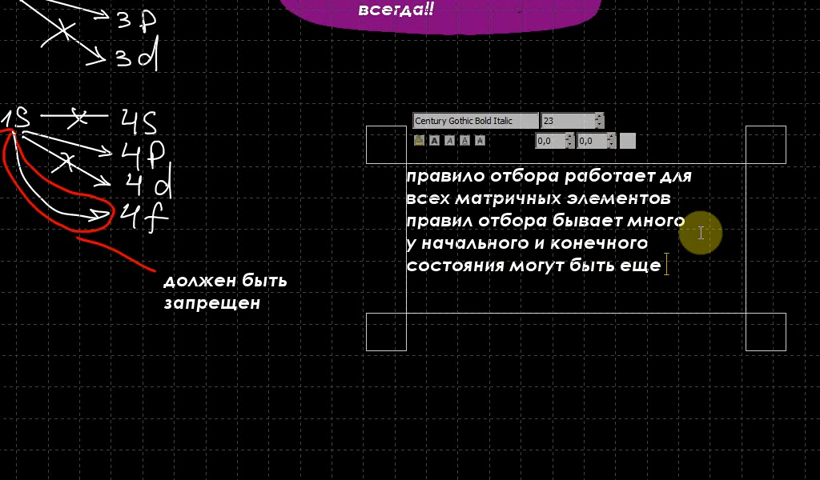 всегда!!
3p
3d
1S 4S
4p
4d
4f
должен быть
запрещен
Century Gothic Bold Italic 23
A A A A
0,0 0,0
правило отбора работает для
всех матричных элементов
правил отбора бывает много
у начального и конечного
состояния могут быть еще